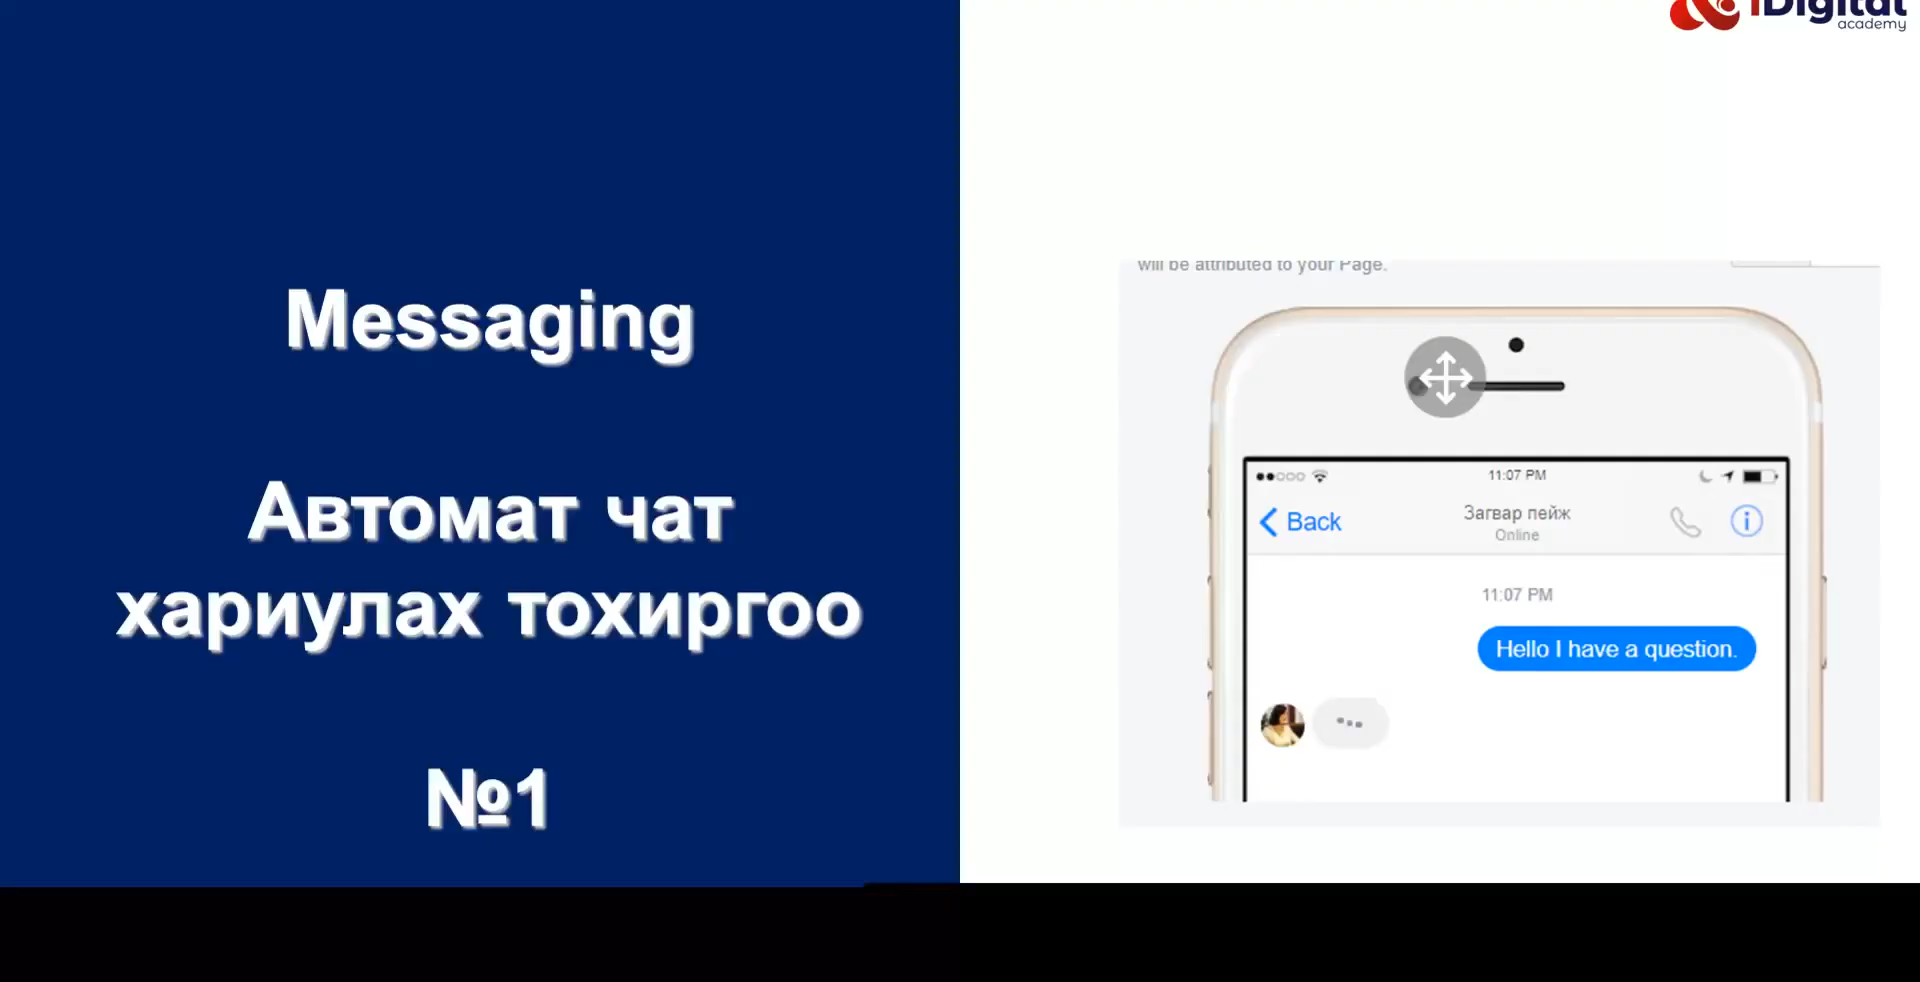 Messaging
Автомат чат
хариулах тохиргоо
№1
iDigital
academy
will be attributed to your Page.
11:07 PM
Back
Загвар пейж
Online
11:07 PM
Hello I have a question.